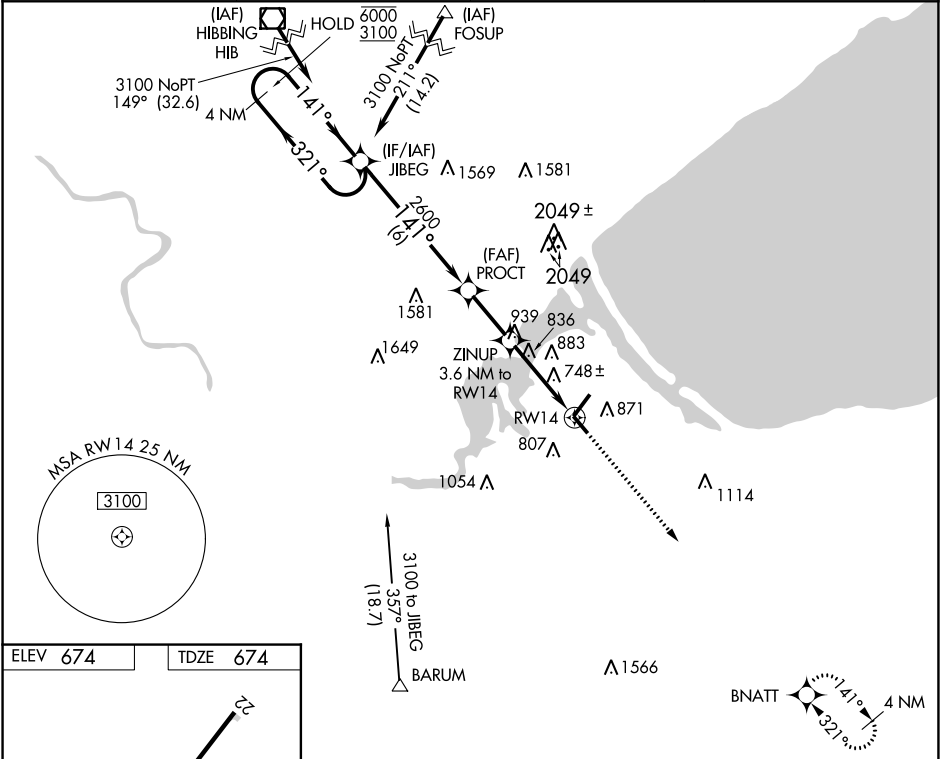 (IAF)
HIBBING
HIB
HOLD
6000
3100
(IAF)
FOSUP
3100 NoPT
149° (32.6)
4 NM
141°
321°
3100 NoPT
211°
(14.2)
(IF/IAF)
JIBEG
1569
1581
2600
141°
(6)
2049 ±
2049
(FAF)
PROCT
1581
939
836
883
1649
ZINUP
3.6 NM to
RW14
748 ±
RW14
871
807
1054
1114
MSA RW 14 25 NM
3100
3100 to JIBEG
357°
(18.7)
BARUM
1566
BNATT
141°
321°
4 NM
ELEV 674
TDZE 674
22